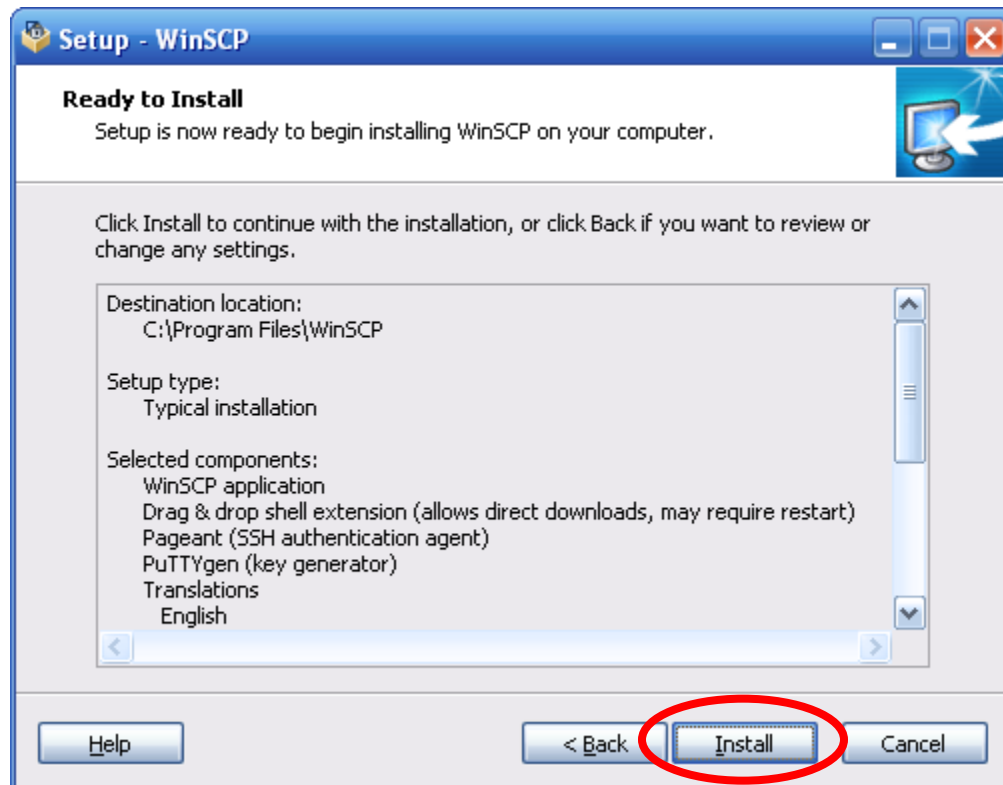 Setup - WinSCP
Ready to Install
Setup is now ready to begin installing WinSCP on your computer.
Click Install to continue with the installation, or click Back if you want to review or
change any settings.
Destination location:
C:\Program Files\WinSCP
Setup type:
Typical installation
Selected components:
WinSCP application
Drag & drop shell extension (allows direct downloads, may require restart)
Pageant (SSH authentication agent)
PuTTYgen (key generator)
Translations
English
Help
< Back
Install
Cancel